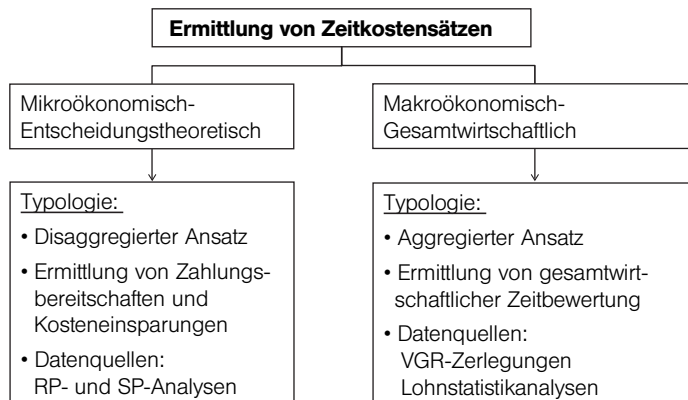 Ermittlung von Zeitkostensätzen
Mikroökonomisch-
Entscheidungstheoretisch
Makroökonomisch-
Gesamtwirtschaftlich
Typologie:
• Disaggregierter Ansatz
• Ermittlung von Zahlungs-
bereitschaften und
Kosteneinsparungen
• Datenquellen:
RP- und SP-Analysen
Typologie:
• Aggregierter Ansatz
• Ermittlung von gesamtwirt-
schaftlicher Zeitbewertung
• Datenquellen:
VGR-Zerlegungen
Lohnstatistikanalysen